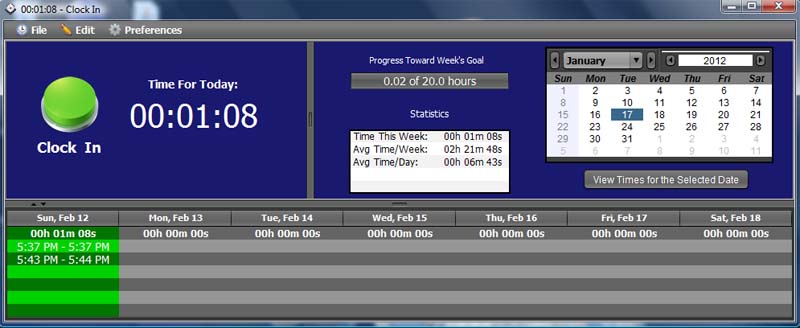 00:01:08 - Clock In
File Edit Preferences
Time For Today:
00:01:08
Clock In
Progress Toward Week's Goal
0.02 of 20.0 hours
Statistics
Time This Week: 00h 01m 08s
Avg Time/Week: 02h 21m 48s
Avg Time/Day: 00h 06m 43s
January 2012
Sun Mon Tue Wed Thu Fri Sat
1 2 3 4 5 6 7
8 9 10 11 12 13 14
15 16 17 18 19 20 21
22 23 24 25 26 27 28
29 30 31 1 2 3 4
5 6 7 8 9 10 11
View Times for the Selected Date
Sun, Feb 12 Mon, Feb 13 Tue, Feb 14 Wed, Feb 15 Thu, Feb 16 Fri, Feb 17 Sat, Feb 18
00h 01m 08s 00h 00m 00s 00h 00m 00s 00h 00m 00s 00h 00m 00s 00h 00m 00s 00h 00m 00s
5:37 PM - 5:37 PM
5:43 PM - 5:44 PM